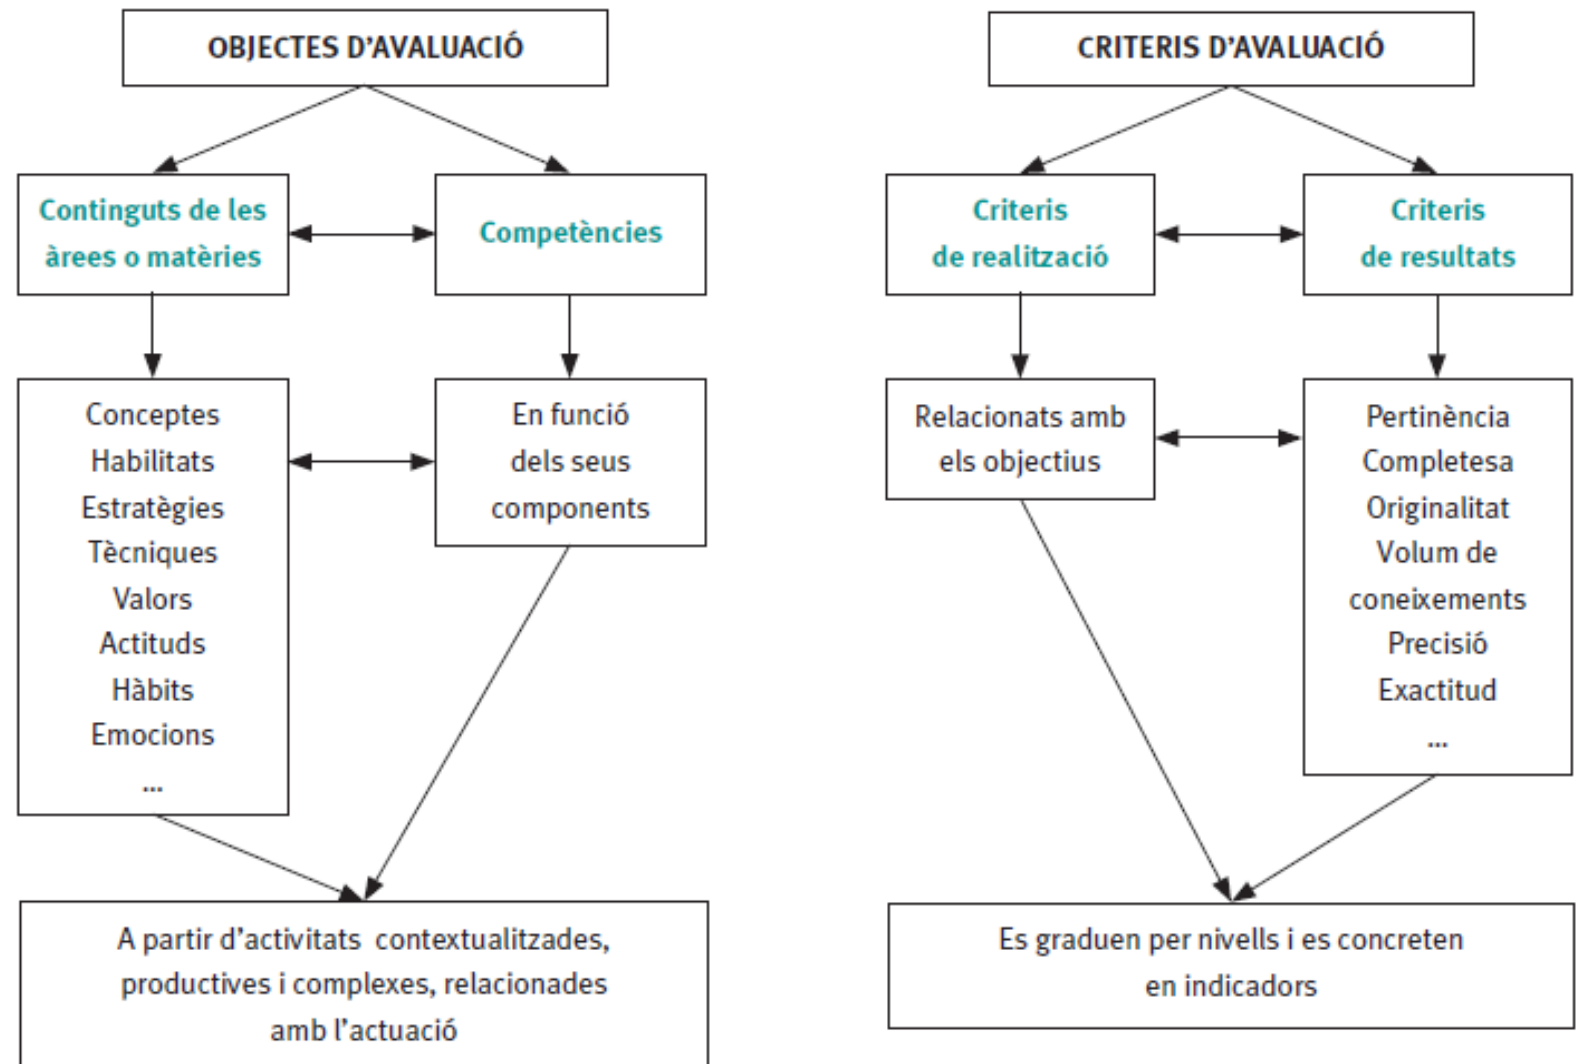 OBJECTES D'AVALUACIÓ
Continguts de les
àrees o matèries
Competències
Conceptes
Habilitats
Estratègies
Tècniques
Valors
Actituds
Hàbits
Emocions
...
En funció
dels seus
components
A partir d'activitats contextualitzades,
productives i complexes, relacionades
amb l'actuació
CRITERIS D'AVALUACIÓ
Criteris
de realització
Criteris
de resultats
Relacionats amb
els objectius
Pertinència
Completesa
Originalitat
Volum de
coneixements
Precisió
Exactitud
...
Es graduen per nivells i es concreten
en indicadors